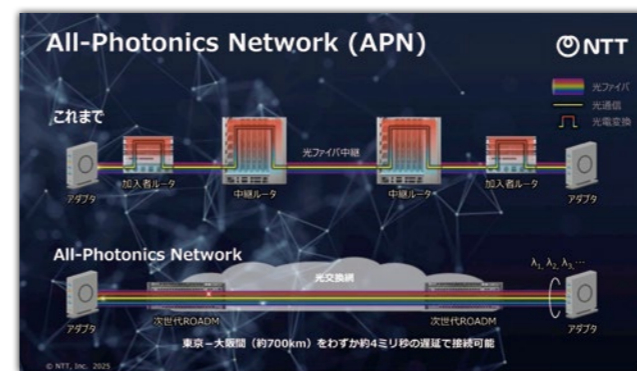 All-Photonics Network (APN)
NTT
光ファイバ
光通信
光電変換
これまで
光ファイバ中継
アダプタ
加入者ルータ
中継ルータ
中継ルータ
加入者ルータ
アダプタ
All-Photonics Network
光交換網
λ1, λ2, λ3, …
アダプタ
次世代ROADM
次世代ROADM
アダプタ
東京－大阪間（約700km）をわずか約4ミリ秒の遅延で接続可能
© NTT, Inc. 2025